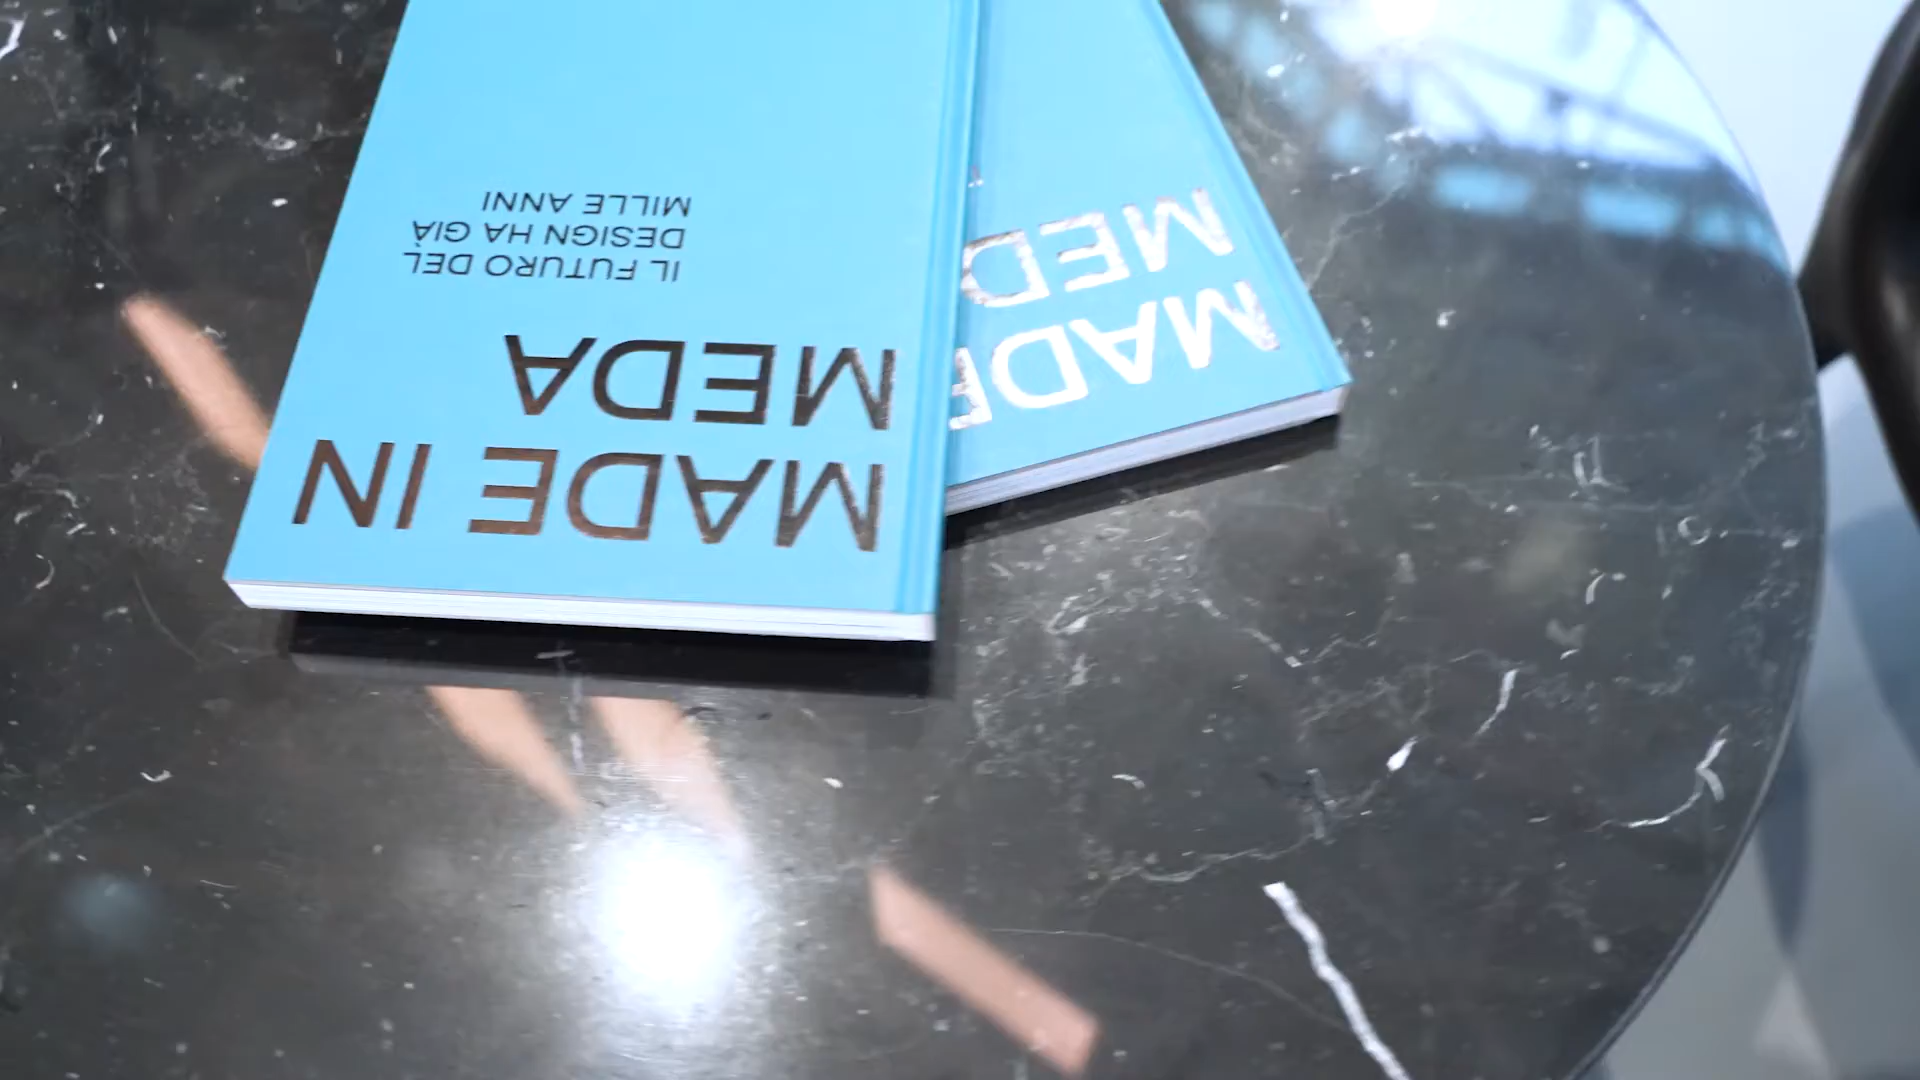 MADE IN
MEDA
IL FUTURO DEL
DESIGN HA GIÀ
MILLE ANNI
MADE
MED